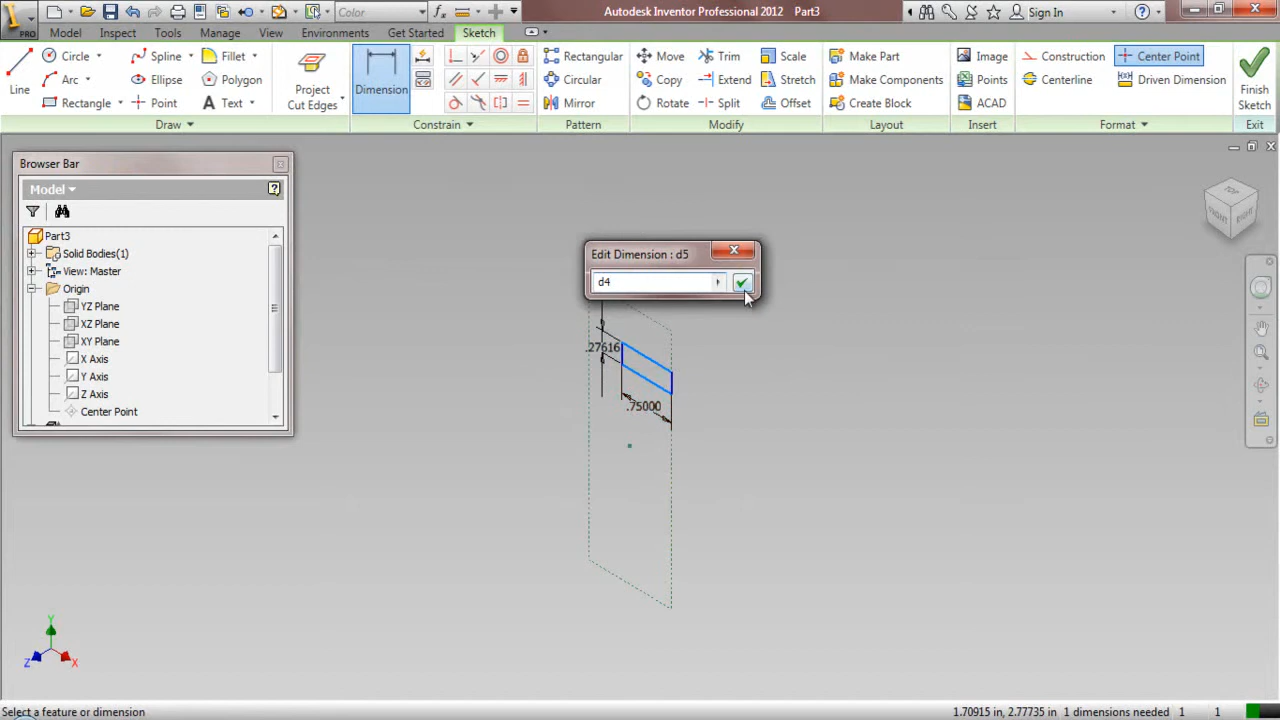 PRO
Color
fx
Autodesk Inventor Professional 2012 Part3
Sign In
Model Inspect Tools Manage View Environments Get Started Sketch
Line
Circle
Arc
Rectangle
Spline
Ellipse
Point
Fillet
Polygon
Text
Project
Cut Edges
Draw
Dimension
Constrain
Rectangular
Circular
Mirror
Pattern
Move
Copy
Rotate
Trim
Extend
Split
Scale
Stretch
Offset
Modify
Make Part
Make Components
Create Block
Layout
Image
Points
ACAD
Insert
Construction
Centerline
Center Point
Driven Dimension
Format
Finish
Sketch
Exit
Browser Bar
Model
Part3
Solid Bodies(1)
View: Master
Origin
YZ Plane
XZ Plane
XY Plane
X Axis
Y Axis
Z Axis
Center Point
Edit Dimension : d5
d4
.27616
.75000
TOP
FRONT
RIGHT
Y
Z
X
Select a feature or dimension
1.70915 in, 2.77735 in 1 dimensions needed 1 1